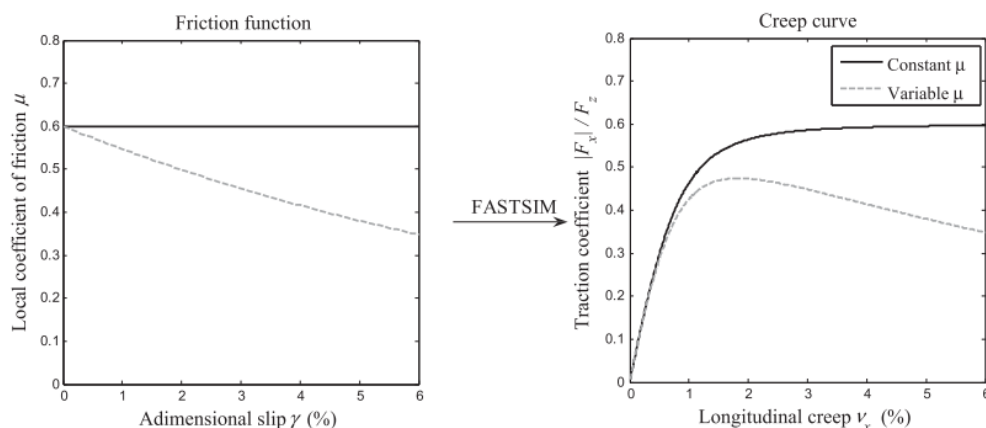 Friction function
0.8
0.7
0.6
0.5
0.4
0.3
0.2
0.1
0
0 1 2 3 4 5 6
Local coefficient of friction μ
Adimensional slip γ (%)
FASTSIM
Creep curve
0.8
0.7
0.6
0.5
0.4
0.3
0.2
0.1
0
0 1 2 3 4 5 6
Traction coefficient |Fₓ| / F_z
Longitudinal creep νₓ (%)
Constant μ
Variable μ